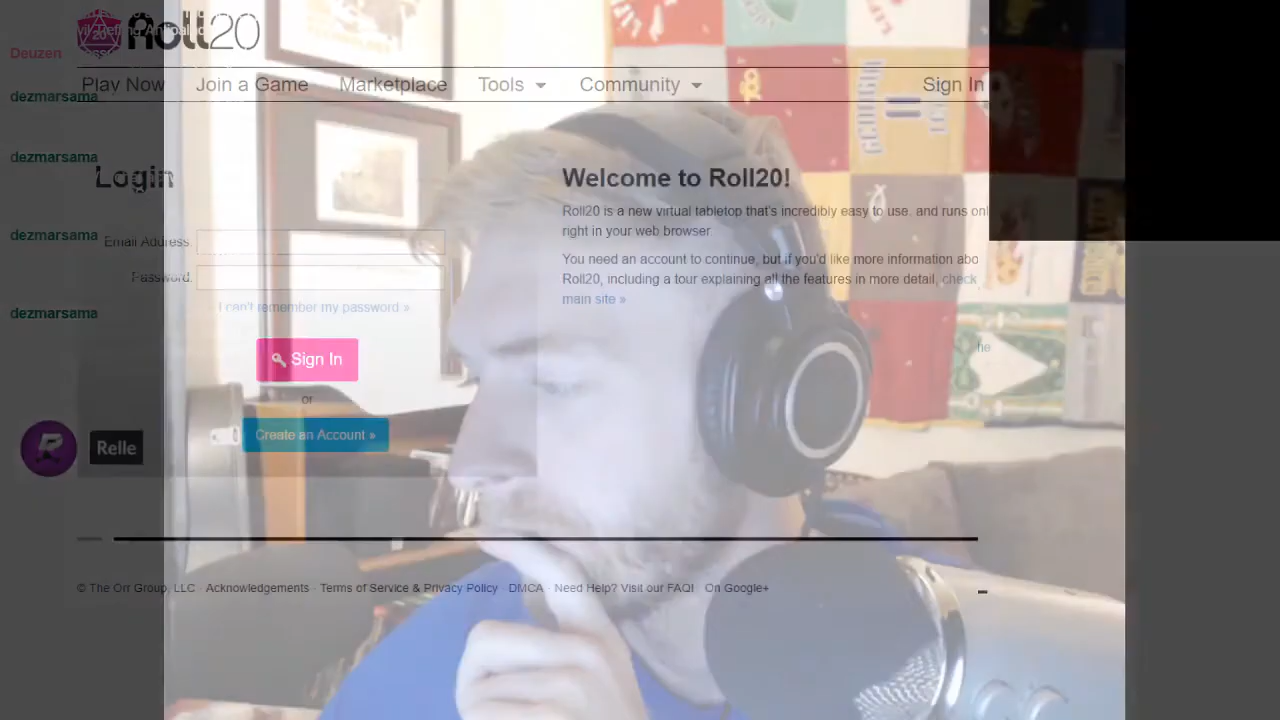 Roll20
Deuzen
Play Now Join a Game Marketplace Tools Community Sign In
dezmarsama
dezmarsama
Login
Welcome to Roll20!
Roll20 is a new virtual tabletop that's incredibly easy to use. and runs onl
right in your web browser
dezmarsama
Email Address:
You need an account to continue, but if you'd like more information abo
Password:
Roll20, including a tour explaining all the features in more detail, check
main site »
I can't remember my password »
dezmarsama
Sign In
or
Create an Account »
Relle
© The Orr Group, LLC · Acknowledgements · Terms of Service & Privacy Policy · DMCA · Need Help? Visit our FAQ! · On Google+